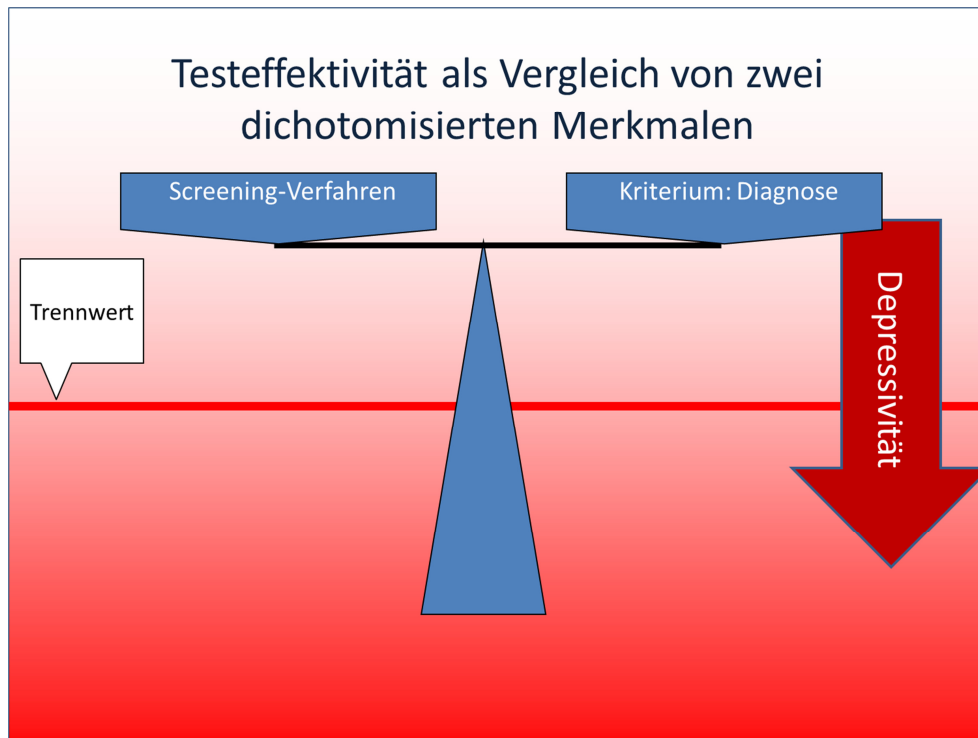 Testeffektivität als Vergleich von zwei
dichotomisierten Merkmalen
Screening-Verfahren
Kriterium: Diagnose
Trennwert
Depressivität